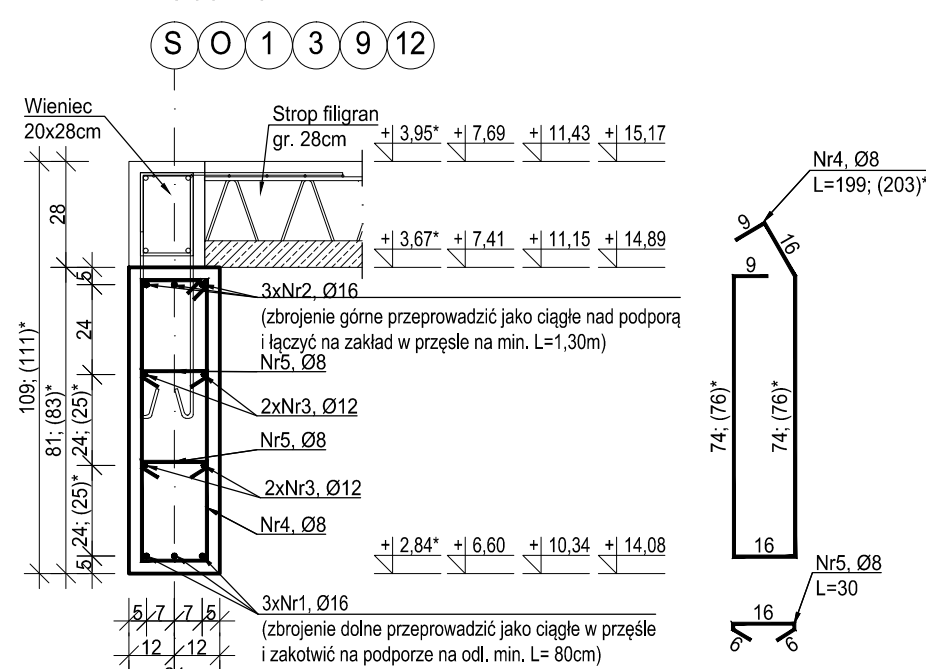 S O 1 3 9 12
Wieniec
20x28cm
Strop filigran
gr. 28cm
+ 3,95* + 7,69 + 11,43 + 15,17
Nr4, Ø8
L=199; (203)*
9
16
9
28
+ 3,67* + 7,41 + 11,15 + 14,89
5
3xNr2, Ø16
(zbrojenie górne przeprowadzić jako ciągłe nad podporą
i łączyć na zakład w przęśle na min. L=1,30m)
24
Nr5, Ø8
109; (111)*
81; (83)*
24; (25)*
2xNr3, Ø12
74; (76)*
74; (76)*
Nr5, Ø8
24; (25)*
2xNr3, Ø12
Nr4, Ø8
+ 2,84* + 6,60 + 10,34 + 14,08
5
16
Nr5, Ø8
L=30
3xNr1, Ø16
(zbrojenie dolne przeprowadzić jako ciągłe w przęśle
i zakotwić na podporze na odl. min. L= 80cm)
5 7 7 5
12 12
16
6 6